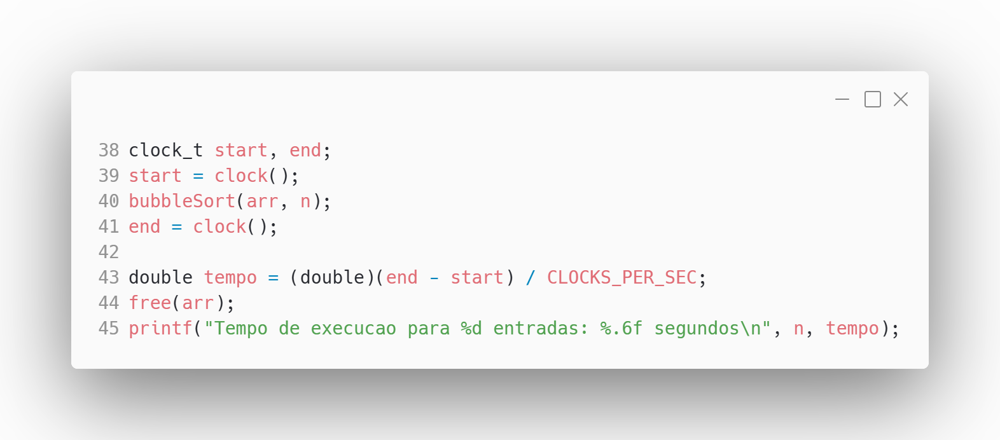 38 clock_t start, end;
39 start = clock();
40 bubbleSort(arr, n);
41 end = clock();
42
43 double tempo = (double)(end - start) / CLOCKS_PER_SEC;
44 free(arr);
45 printf("Tempo de execucao para %d entradas: %.6f segundos\n", n, tempo);